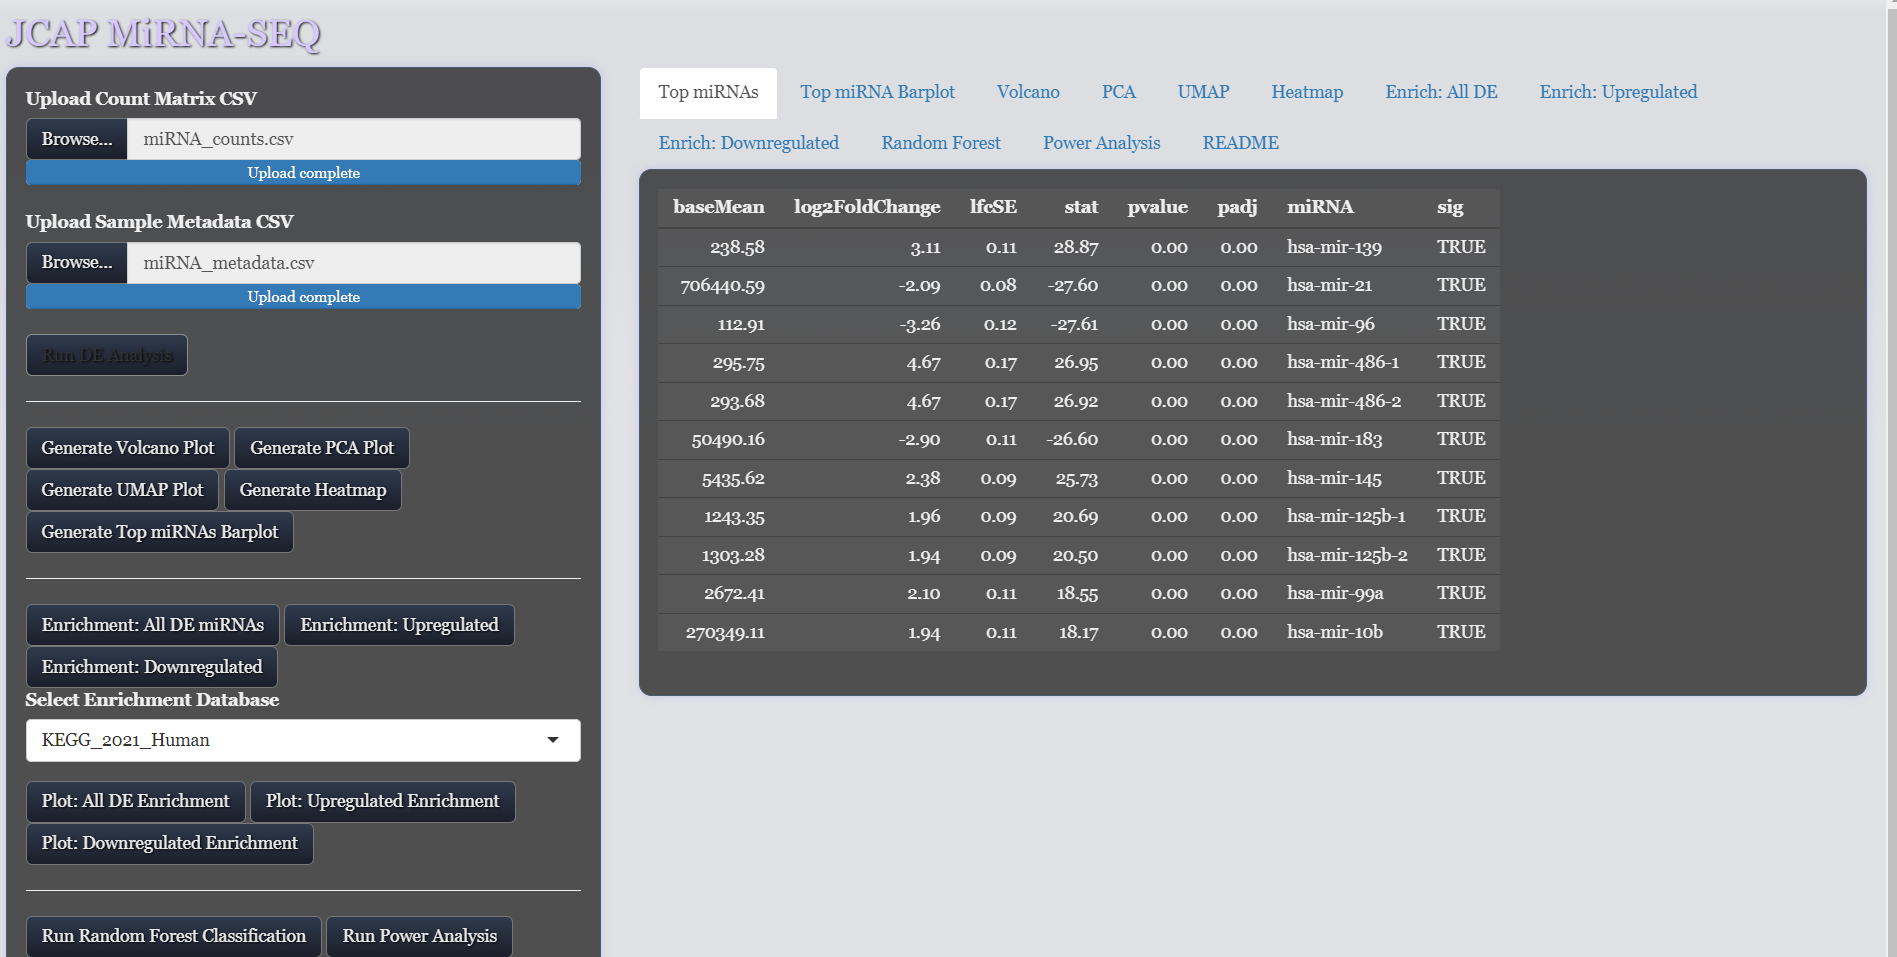 JCAP MiRNA-SEQ
Upload Count Matrix CSV
Browse... miRNA_counts.csv
Upload complete
Upload Sample Metadata CSV
Browse... miRNA_metadata.csv
Upload complete
Run DE Analysis
Generate Volcano Plot Generate PCA Plot
Generate UMAP Plot Generate Heatmap
Generate Top miRNAs Barplot
Enrichment: All DE miRNAs Enrichment: Upregulated
Enrichment: Downregulated
Select Enrichment Database
KEGG_2021_Human
Plot: All DE Enrichment Plot: Upregulated Enrichment
Plot: Downregulated Enrichment
Run Random Forest Classification Run Power Analysis
Top miRNAs Top miRNA Barplot Volcano PCA UMAP Heatmap Enrich: All DE Enrich: Upregulated
Enrich: Downregulated Random Forest Power Analysis README
baseMean log2FoldChange lfcSE stat pvalue padj miRNA sig
238.58 3.11 0.11 28.87 0.00 0.00 hsa-mir-139 TRUE
706440.59 -2.09 0.08 -27.60 0.00 0.00 hsa-mir-21 TRUE
112.91 -3.26 0.12 -27.61 0.00 0.00 hsa-mir-96 TRUE
295.75 4.67 0.17 26.95 0.00 0.00 hsa-mir-486-1 TRUE
293.68 4.67 0.17 26.92 0.00 0.00 hsa-mir-486-2 TRUE
50490.16 -2.90 0.11 -26.60 0.00 0.00 hsa-mir-183 TRUE
5435.62 2.38 0.09 25.73 0.00 0.00 hsa-mir-145 TRUE
1243.35 1.96 0.09 20.69 0.00 0.00 hsa-mir-125b-1 TRUE
1303.28 1.94 0.09 20.50 0.00 0.00 hsa-mir-125b-2 TRUE
2672.41 2.10 0.11 18.55 0.00 0.00 hsa-mir-99a TRUE
270349.11 1.94 0.11 18.17 0.00 0.00 hsa-mir-10b TRUE